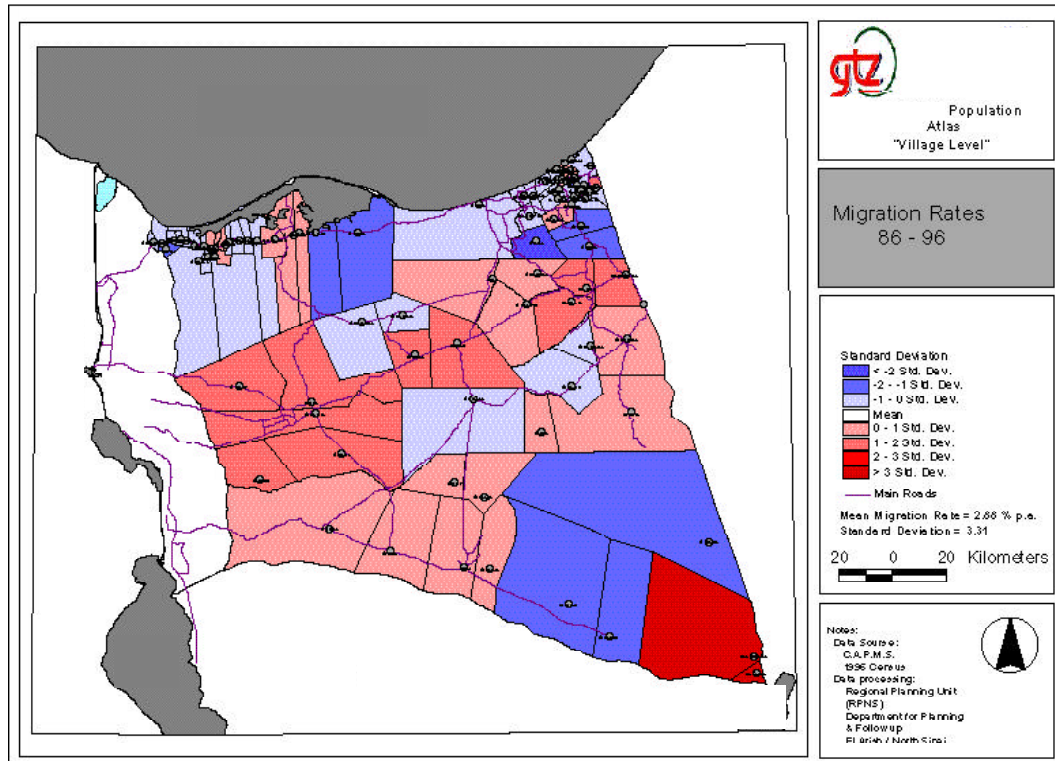 gtz
Population
Atlas
"Village Level"
Migration Rates
86 - 96
Standard Deviation
< -2 Std. Dev.
-2 - -1 Std. Dev.
-1 - 0 Std. Dev.
Mean
0 - 1 Std. Dev.
1 - 2 Std. Dev.
2 - 3 Std. Dev.
> 3 Std. Dev.
Main Roads
Mean Migration Rate = 2.66 % p.a.
Standard Deviation = 3.31
20 0 20 Kilometers
Notes:
Data Source:
C.A.P.M.S.
1996 Census
Data processing:
Regional Planning Unit
(RPNS)
Department for Planning
& Follow up
El Arish / North Sinai